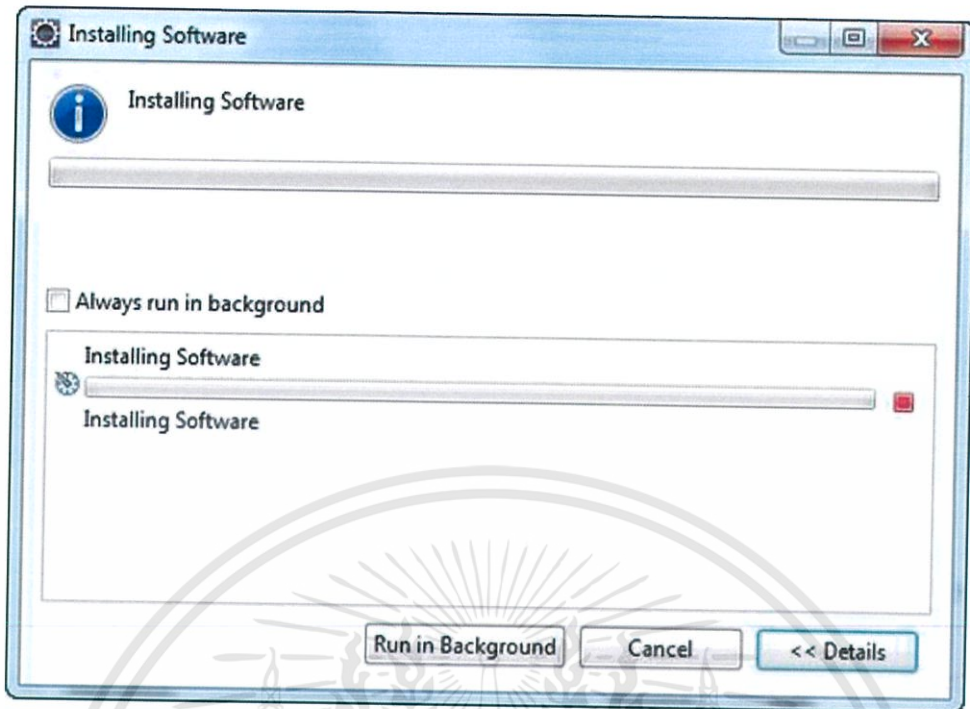 Installing Software
Installing Software
Always run in background
Installing Software
Installing Software
Run in Background
Cancel
<< Details